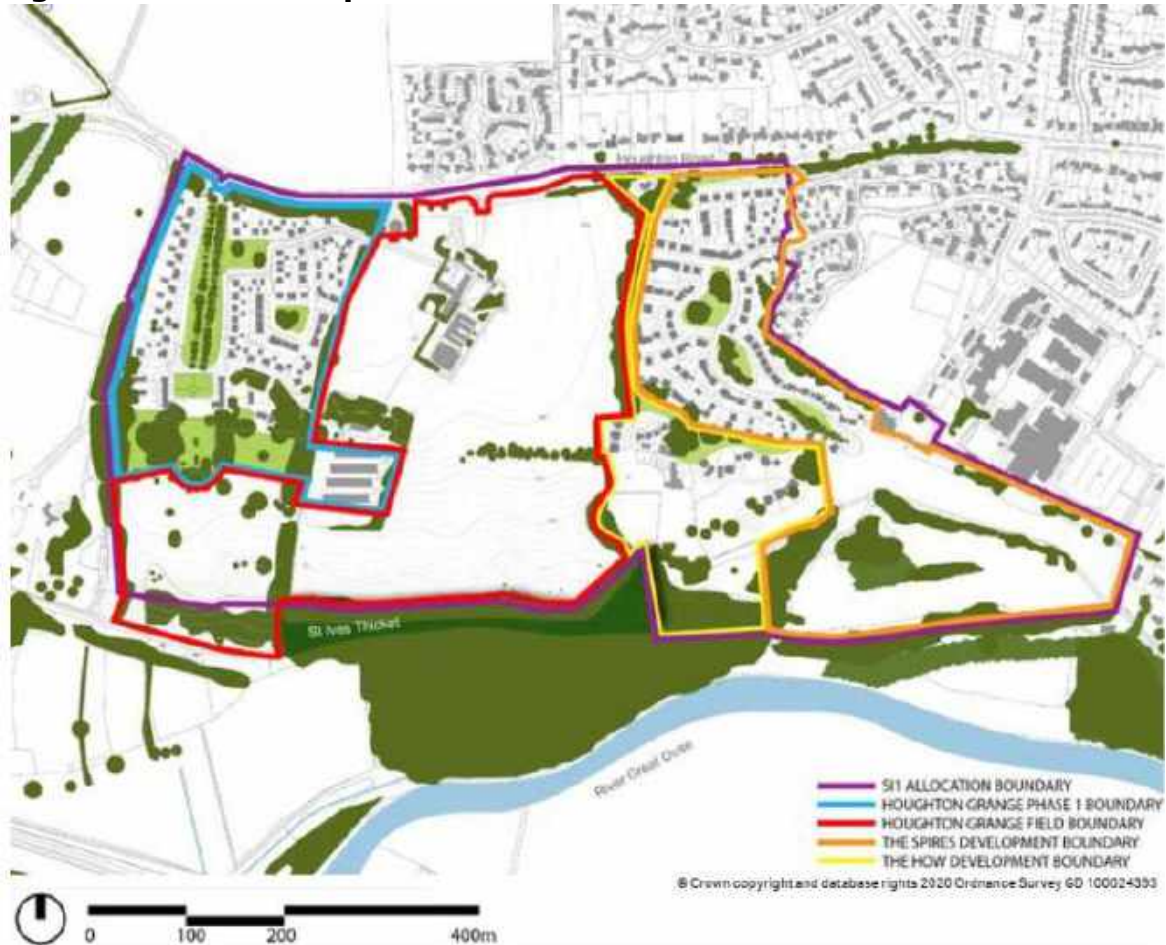 Houghton Road
St Ives Thicket
River Great Ouse
SI1 ALLOCATION BOUNDARY
HOUGHTON GRANGE PHASE 1 BOUNDARY
HOUGHTON GRANGE FIELD BOUNDARY
THE SPIRES DEVELOPMENT BOUNDARY
THE HOW DEVELOPMENT BOUNDARY
© Crown copyright and database rights 2020 Ordnance Survey GD 100024393
0 100 200 400m